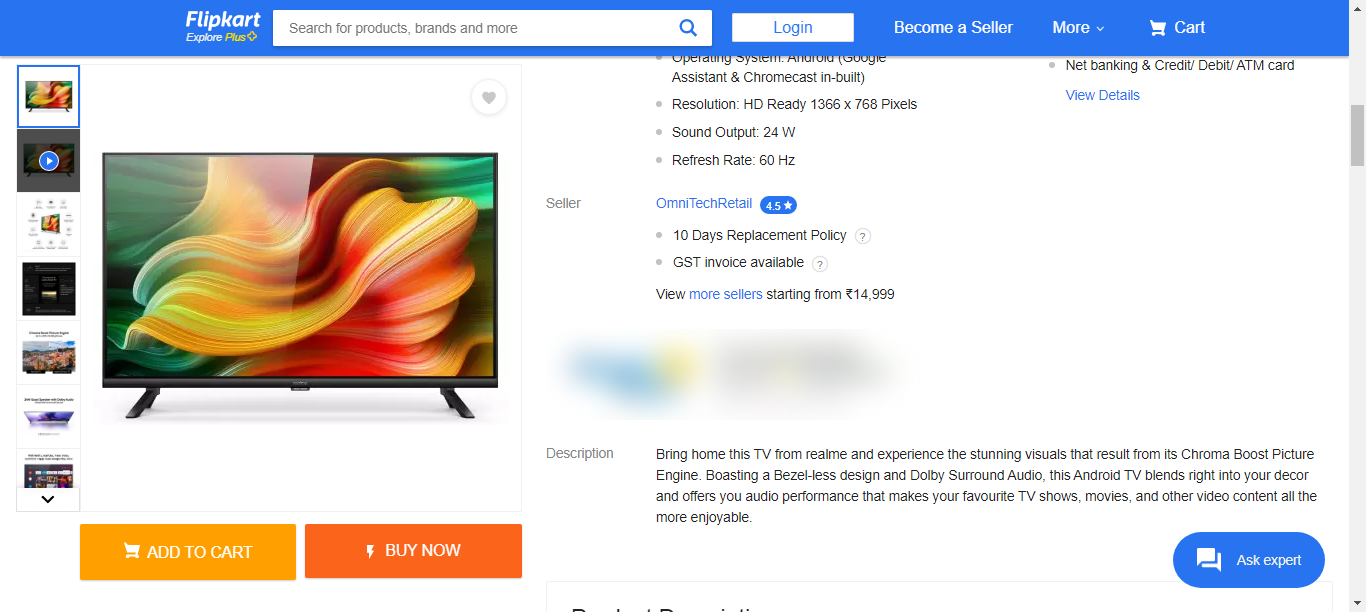 Flipkart
Explore Plus
Search for products, brands and more
Login
Become a Seller
More
Cart
Operating System: Android (Google
Assistant & Chromecast in-built)
Resolution: HD Ready 1366 x 768 Pixels
Sound Output: 24 W
Refresh Rate: 60 Hz
Net banking & Credit/ Debit/ ATM card
View Details
Seller
OmniTechRetail 4.5 ★
10 Days Replacement Policy ?
GST invoice available ?
View more sellers starting from ₹14,999
Description
Bring home this TV from realme and experience the stunning visuals that result from its Chroma Boost Picture
Engine. Boasting a Bezel-less design and Dolby Surround Audio, this Android TV blends right into your decor
and offers you audio performance that makes your favourite TV shows, movies, and other video content all the
more enjoyable.
ADD TO CART
BUY NOW
Ask expert